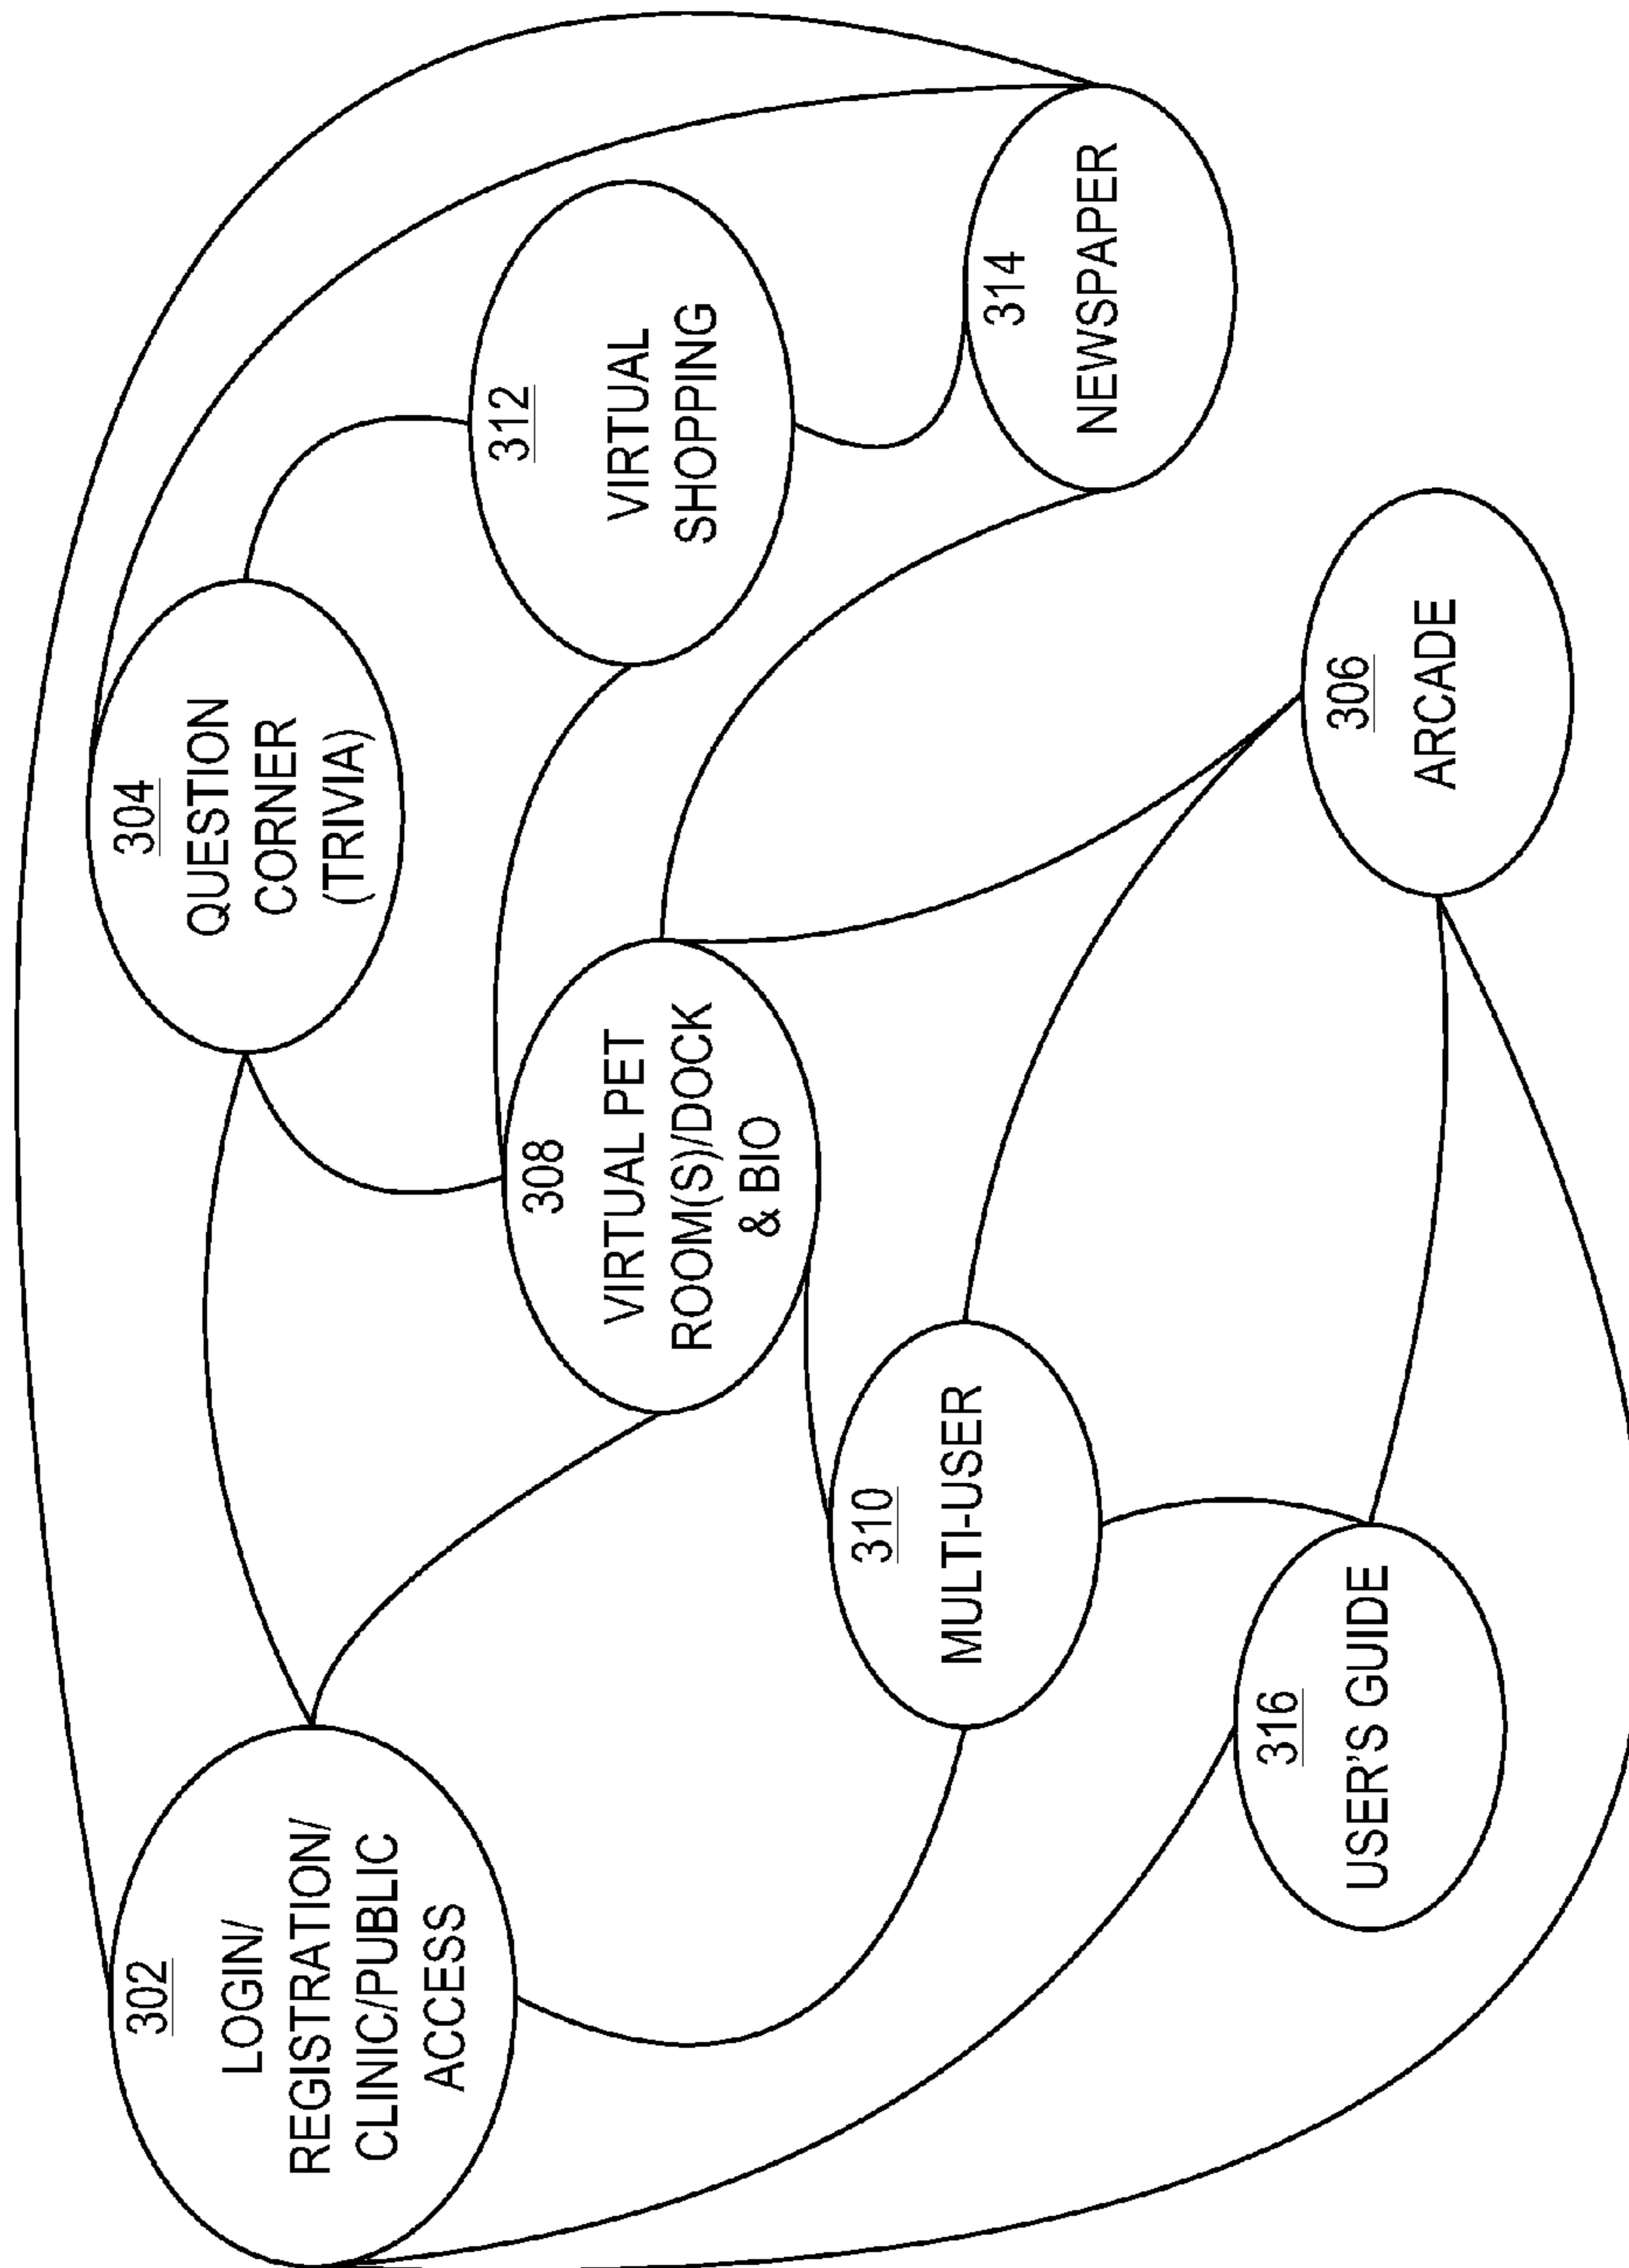 302
LOGIN/
REGISTRATION/
CLINIC/PUBLIC
ACCESS
304
QUESTION
CORNER
(TRIVIA)
308
VIRTUAL PET
ROOM(S)/DOCK
& BIO
312
VIRTUAL
SHOPPING
310
MULTI-USER
314
NEWSPAPER
316
USER'S GUIDE
306
ARCADE